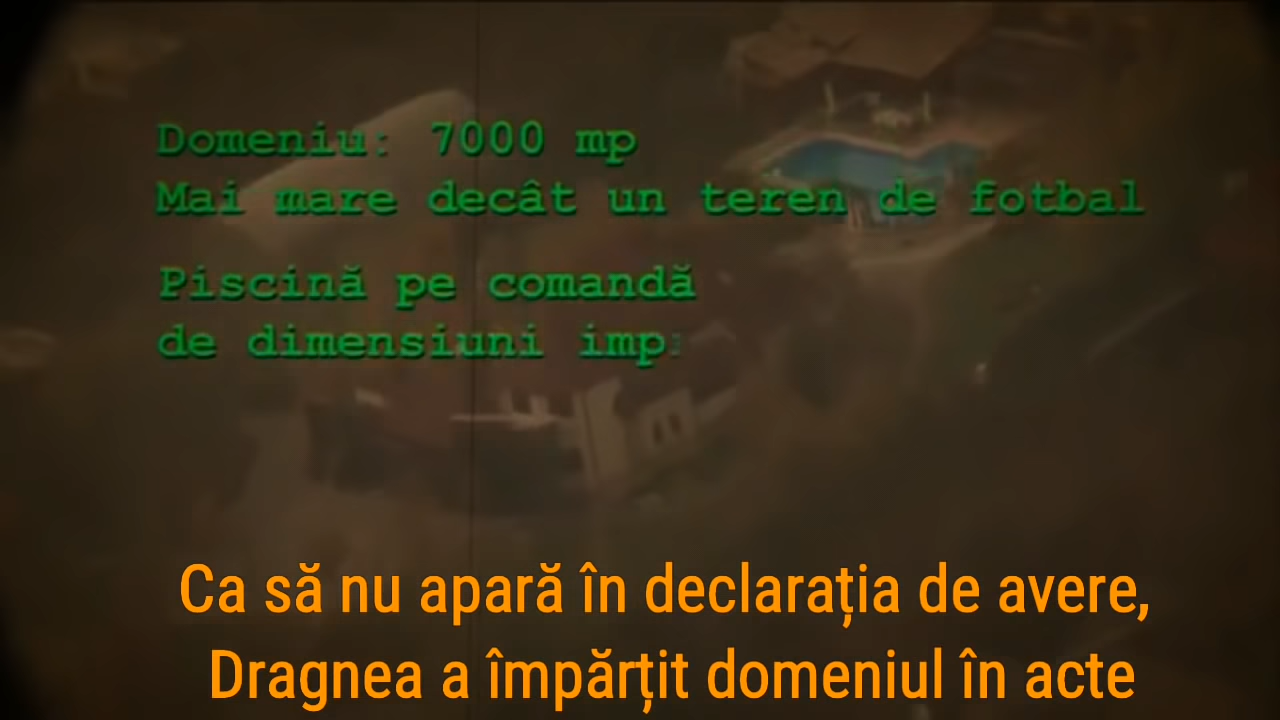 Domeniu: 7000 mp
Mai mare decât un teren de fotbal
Piscină pe comandă
de dimensiuni imp
Ca să nu apară în declarația de avere,
Dragnea a împărțit domeniul în acte